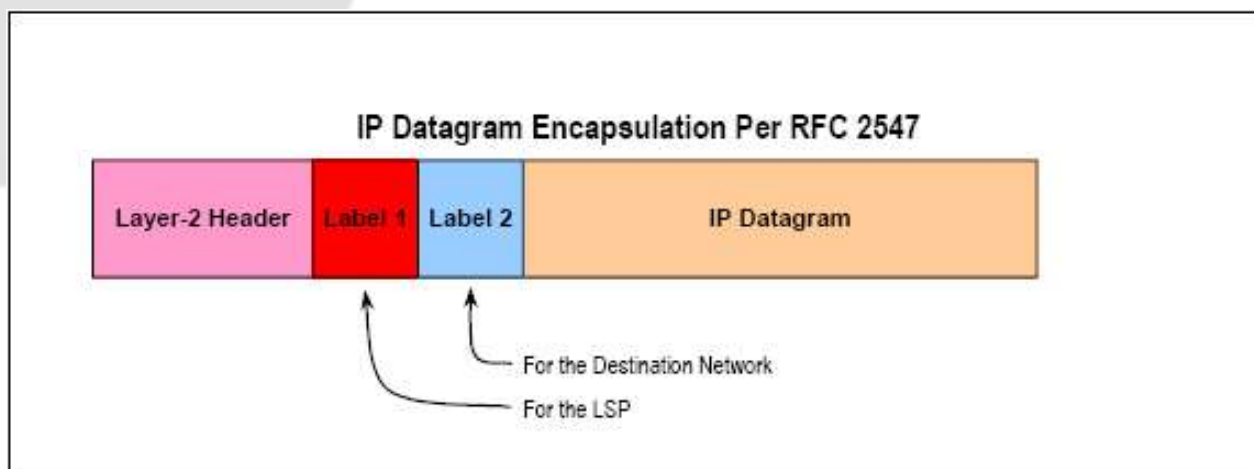 IP Datagram Encapsulation Per RFC 2547
Layer-2 Header Label 1 Label 2 IP Datagram
For the Destination Network
For the LSP